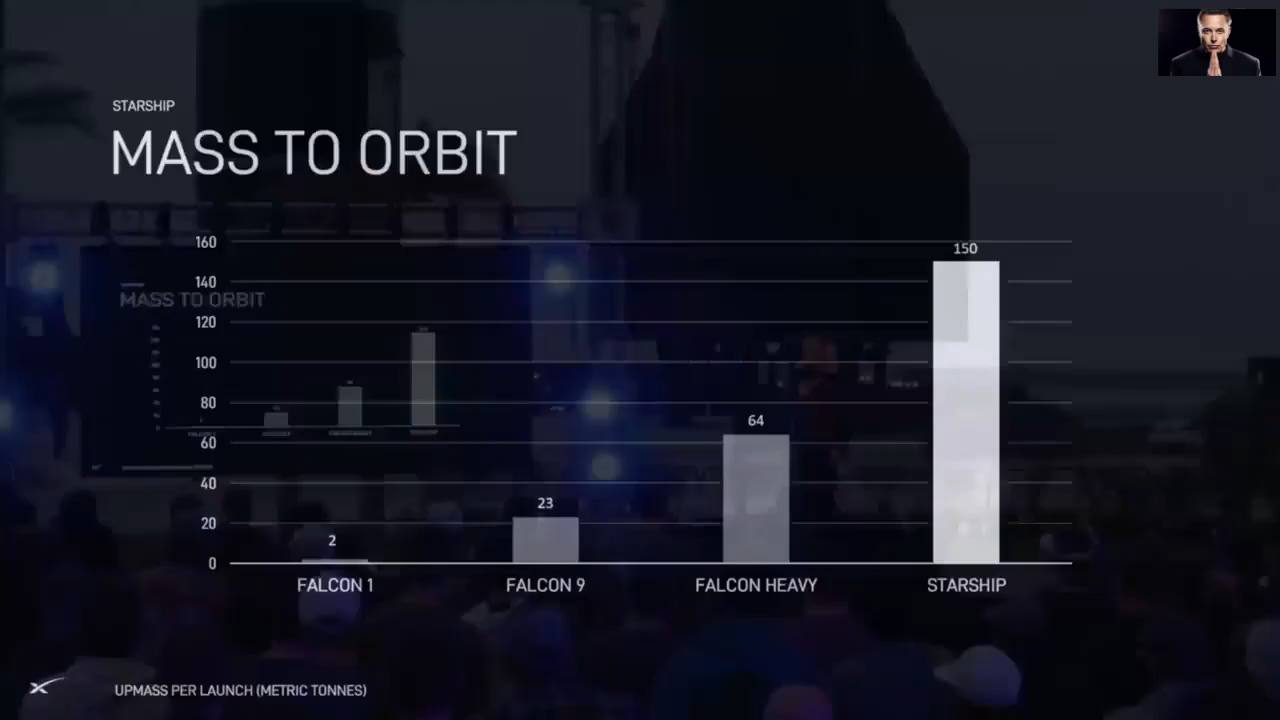 STARSHIP
MASS TO ORBIT
160
150
140
MASS TO ORBIT
120
100
80
64
60
40
23
20
2
0
FALCON 1
FALCON 9
FALCON HEAVY
STARSHIP
UPMASS PER LAUNCH (METRIC TONNES)